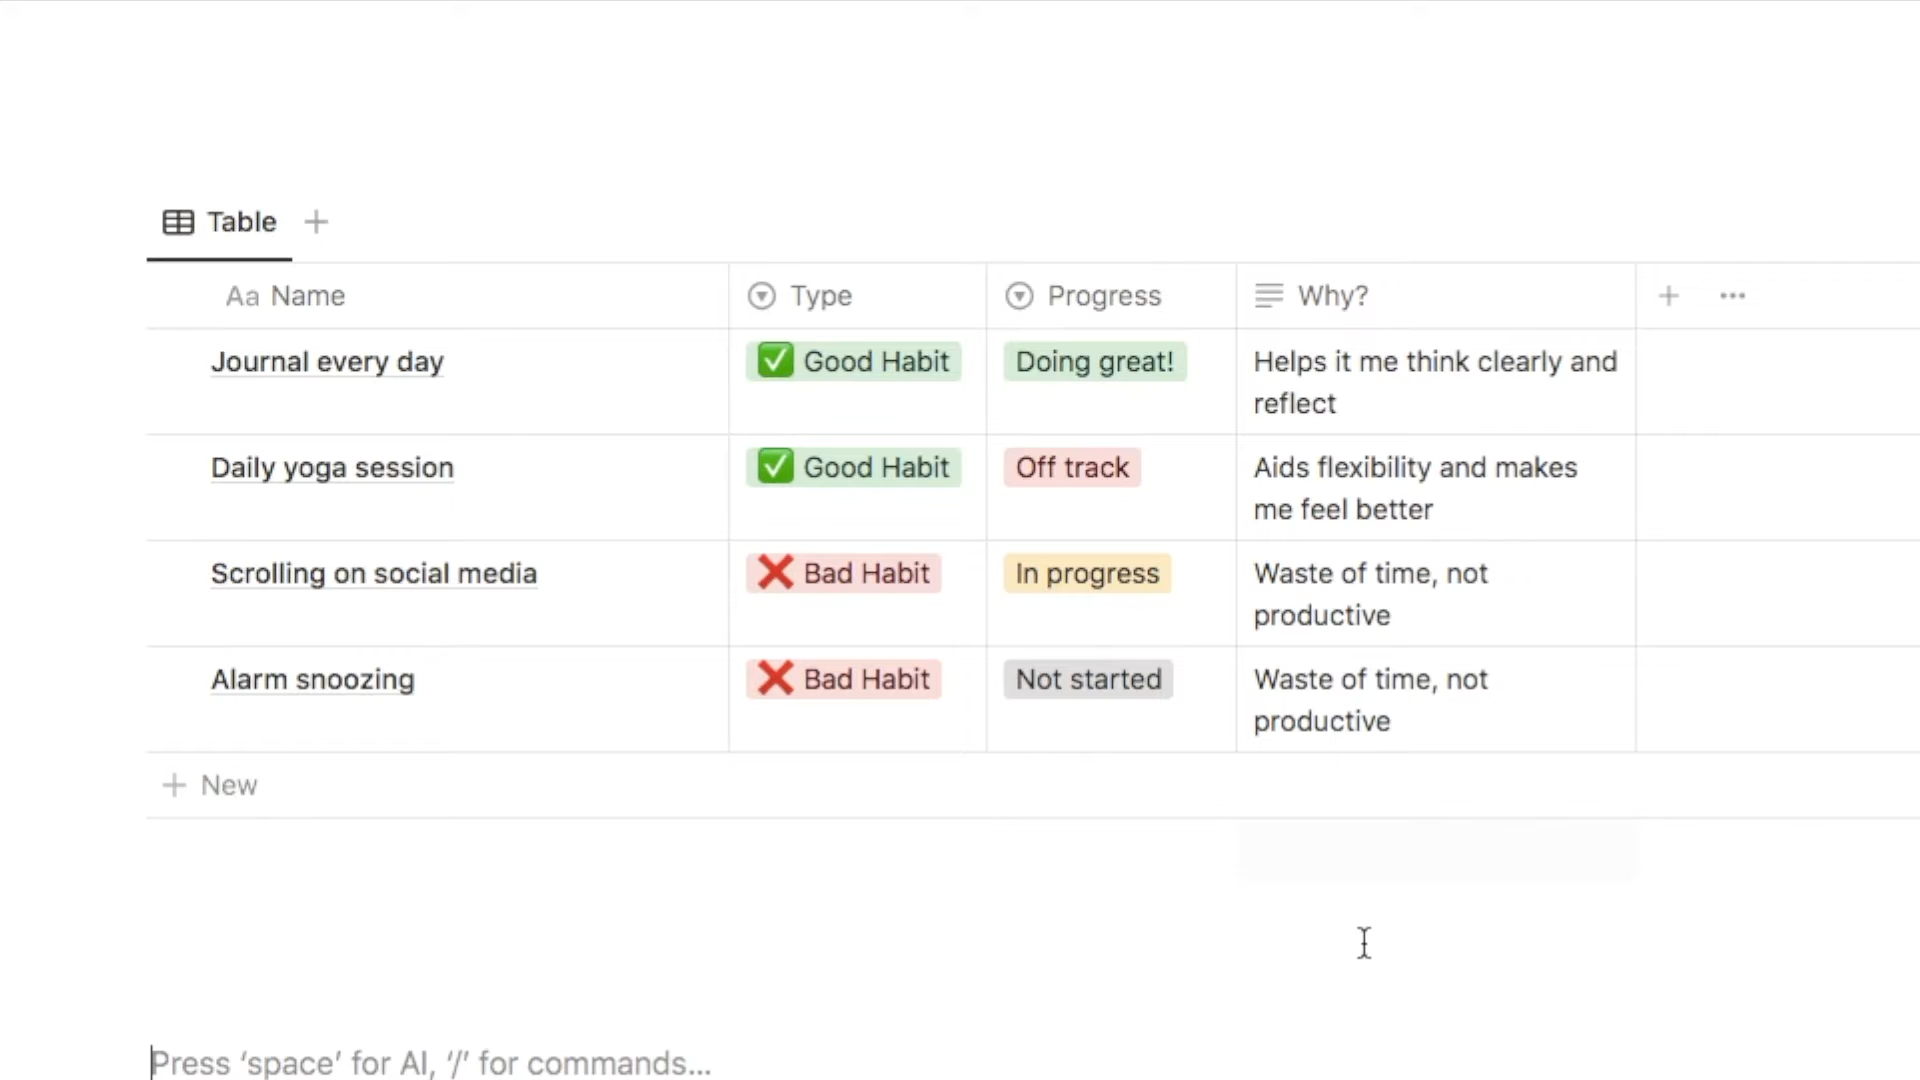 Table
Aa Name Type Progress Why?
Journal every day Good Habit Doing great! Helps it me think clearly and
reflect
Daily yoga session Good Habit Off track Aids flexibility and makes
me feel better
Scrolling on social media Bad Habit In progress Waste of time, not
productive
Alarm snoozing Bad Habit Not started Waste of time, not
productive
+ New
Press ‘space’ for AI, ‘/’ for commands...